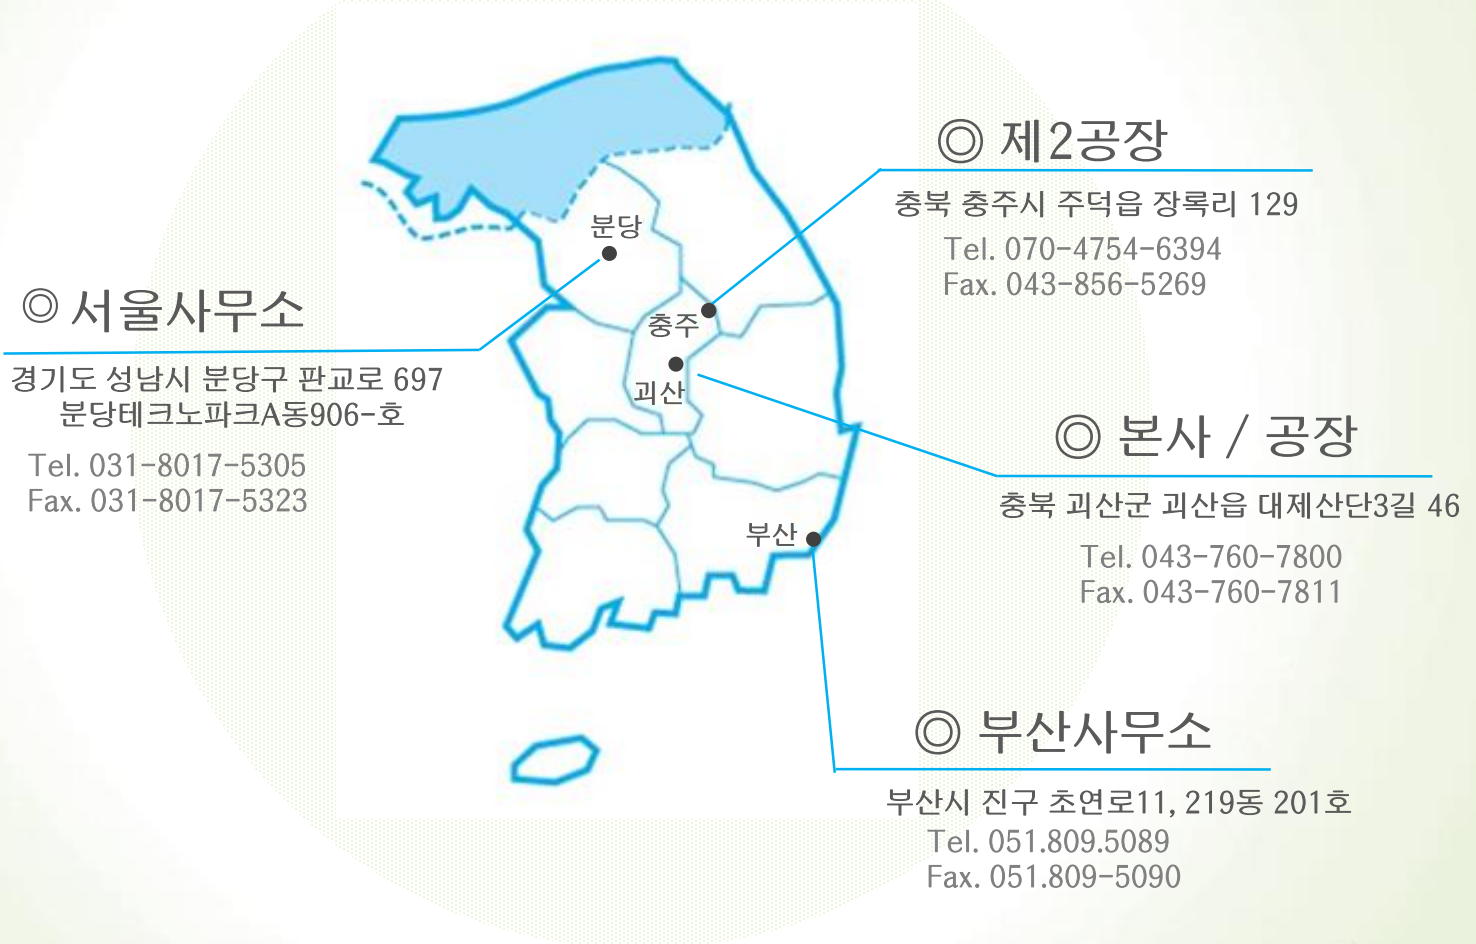 ◎ 제2공장
충북 충주시 주덕읍 장록리 129
Tel. 070-4754-6394
Fax. 043-856-5269
분당
◎ 서울사무소
경기도 성남시 분당구 판교로 697
분당테크노파크A동906-호
Tel. 031-8017-5305
Fax. 031-8017-5323
충주
괴산
◎ 본사 / 공장
충북 괴산군 괴산읍 대제산단3길 46
Tel. 043-760-7800
Fax. 043-760-7811
부산
◎ 부산사무소
부산시 진구 초연로11, 219동 201호
Tel. 051.809.5089
Fax. 051.809-5090